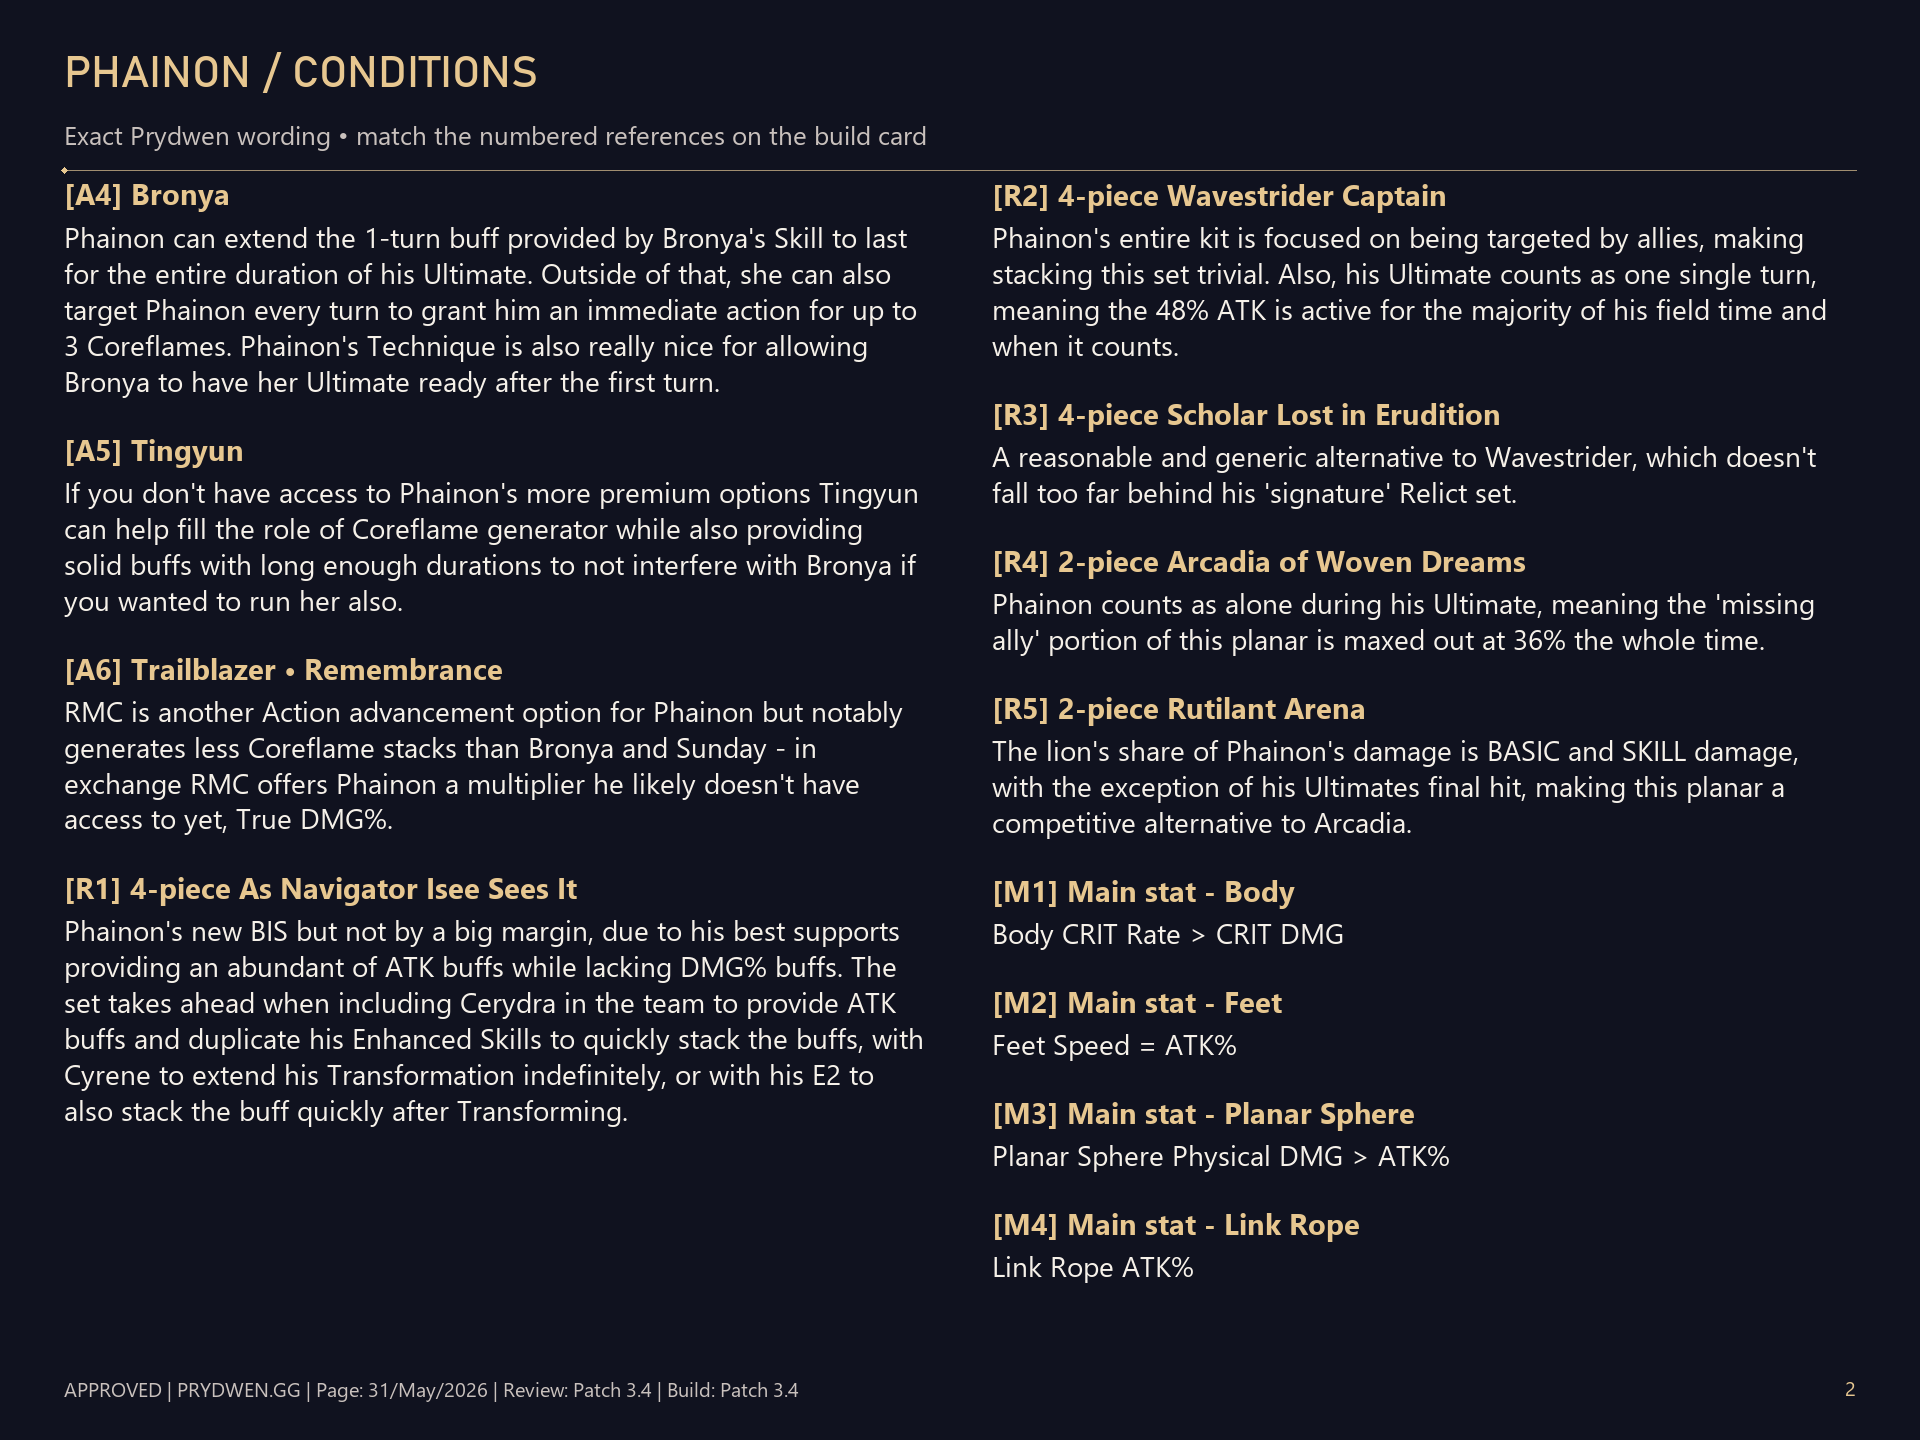 PHAINON / CONDITIONS
Exact Prydwen wording • match the numbered references on the build card
[A4] Bronya
Phainon can extend the 1-turn buff provided by Bronya's Skill to last
for the entire duration of his Ultimate. Outside of that, she can also
target Phainon every turn to grant him an immediate action for up to
3 Coreflames. Phainon's Technique is also really nice for allowing
Bronya to have her Ultimate ready after the first turn.
[A5] Tingyun
If you don't have access to Phainon's more premium options Tingyun
can help fill the role of Coreflame generator while also providing
solid buffs with long enough durations to not interfere with Bronya if
you wanted to run her also.
[A6] Trailblazer • Remembrance
RMC is another Action advancement option for Phainon but notably
generates less Coreflame stacks than Bronya and Sunday - in
exchange RMC offers Phainon a multiplier he likely doesn't have
access to yet, True DMG%.
[R1] 4-piece As Navigator Isee Sees It
Phainon's new BIS but not by a big margin, due to his best supports
providing an abundant of ATK buffs while lacking DMG% buffs. The
set takes ahead when including Cerydra in the team to provide ATK
buffs and duplicate his Enhanced Skills to quickly stack the buffs, with
Cyrene to extend his Transformation indefinitely, or with his E2 to
also stack the buff quickly after Transforming.
[R2] 4-piece Wavestrider Captain
Phainon's entire kit is focused on being targeted by allies, making
stacking this set trivial. Also, his Ultimate counts as one single turn,
meaning the 48% ATK is active for the majority of his field time and
when it counts.
[R3] 4-piece Scholar Lost in Erudition
A reasonable and generic alternative to Wavestrider, which doesn't
fall too far behind his 'signature' Relict set.
[R4] 2-piece Arcadia of Woven Dreams
Phainon counts as alone during his Ultimate, meaning the 'missing
ally' portion of this planar is maxed out at 36% the whole time.
[R5] 2-piece Rutilant Arena
The lion's share of Phainon's damage is BASIC and SKILL damage,
with the exception of his Ultimates final hit, making this planar a
competitive alternative to Arcadia.
[M1] Main stat - Body
Body CRIT Rate > CRIT DMG
[M2] Main stat - Feet
Feet Speed = ATK%
[M3] Main stat - Planar Sphere
Planar Sphere Physical DMG > ATK%
[M4] Main stat - Link Rope
Link Rope ATK%
APPROVED | PRYDWEN.GG | Page: 31/May/2026 | Review: Patch 3.4 | Build: Patch 3.4
2